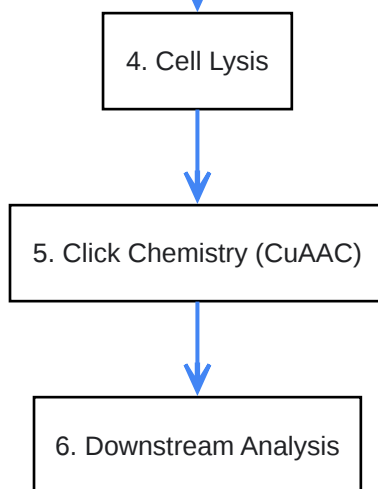 4. Cell Lysis
5. Click Chemistry (CuAAC)
6. Downstream Analysis